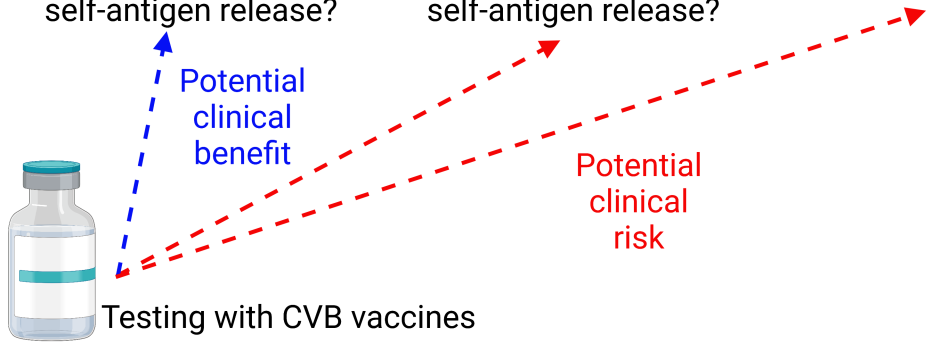 self-antigen release? self-antigen release?
Potential
clinical
benefit
Potential
clinical
risk
Testing with CVB vaccines